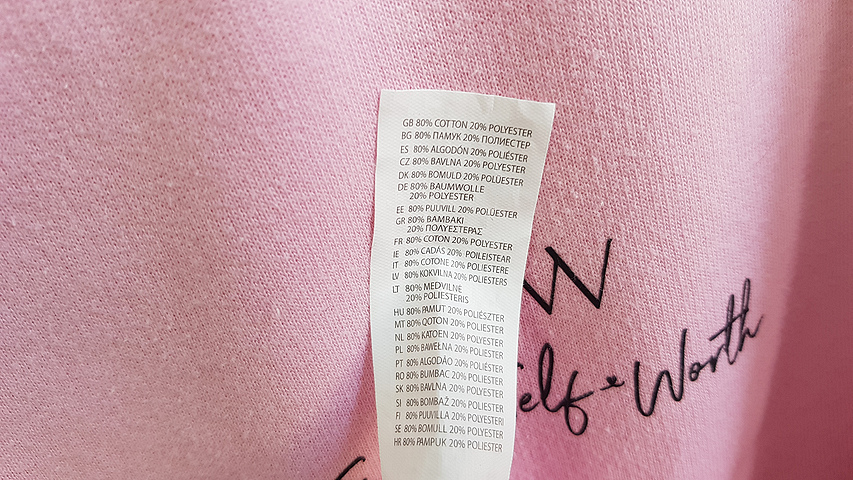 GB 80% COTTON 20% POLYESTER
BG 80% ПАМУК 20% ПОЛИЕСТЕР
ES 80% ALGODÓN 20% POLIÉSTER
CZ 80% BAVLNA 20% POLYESTER
DK 80% BOMULD 20% POLÜESTER
DE 80% BAUMWOLLE
20% POLYESTER
EE 80% PUUVILL 20% POLÜESTER
GR 80% ΒΑΜΒΑΚΙ
20% ΠΟΛΥΕΣΤΕΡΑΣ
FR 80% COTON 20% POLYESTER
IE 80% CADÁS 20% POILEISTEAR
IT 80% COTONE 20% POLIESTERE
LV 80% KOKVILNA 20% POLIESTERS
LT 80% MEDVILNE
20% POLIESTERIS
HU 80% PAMUT 20% POLIÉSZTER
MT 80% QOTON 20% POLIESTER
NL 80% KATOEN 20% POLYESTER
PL 80% BAWEŁNA 20% POLIESTER
PT 80% ALGODÃO 20% POLIÉSTER
RO 80% BUMBAC 20% POLIESTER
SK 80% BAVLNA 20% POLYESTER
SI 80% BOMBAŽ 20% POLIESTER
FI 80% PUUVILLA 20% POLYESTERI
SE 80% BOMULL 20% POLYESTER
HR 80% PAMPUK 20% POLIESTER
W
elf • Worth